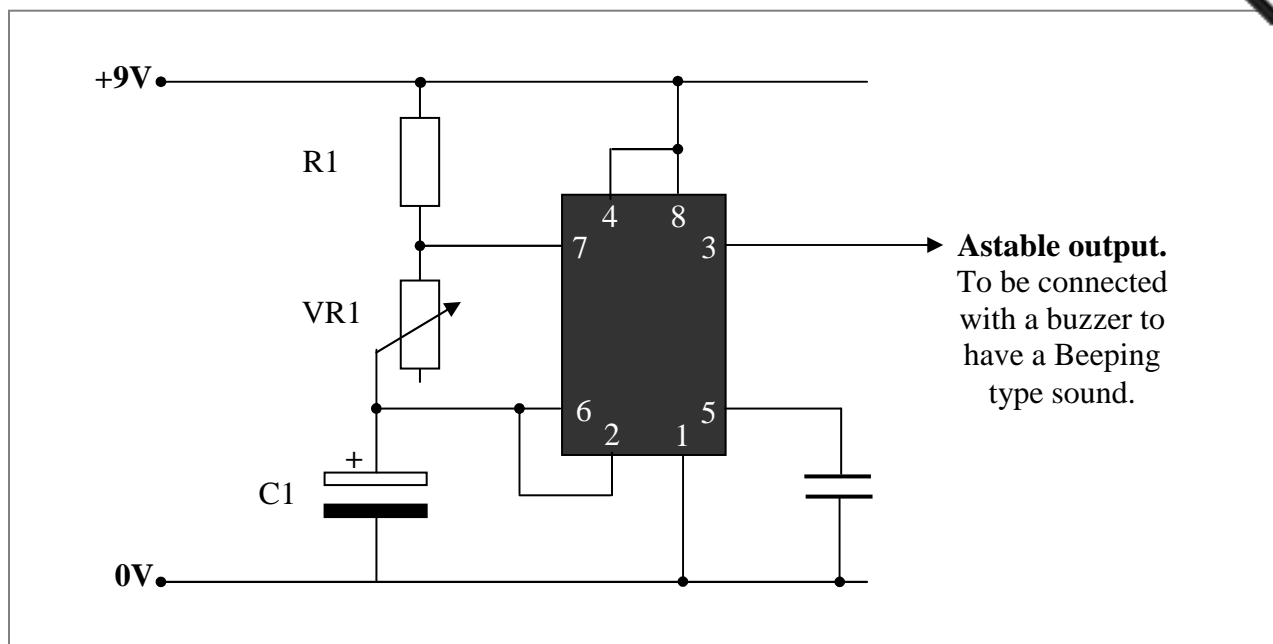 +9V
R1
4 8
7 3
Astable output.
To be connected
with a buzzer to
have a Beeping
type sound.
VR1
6 5
2 1
+
C1
0V